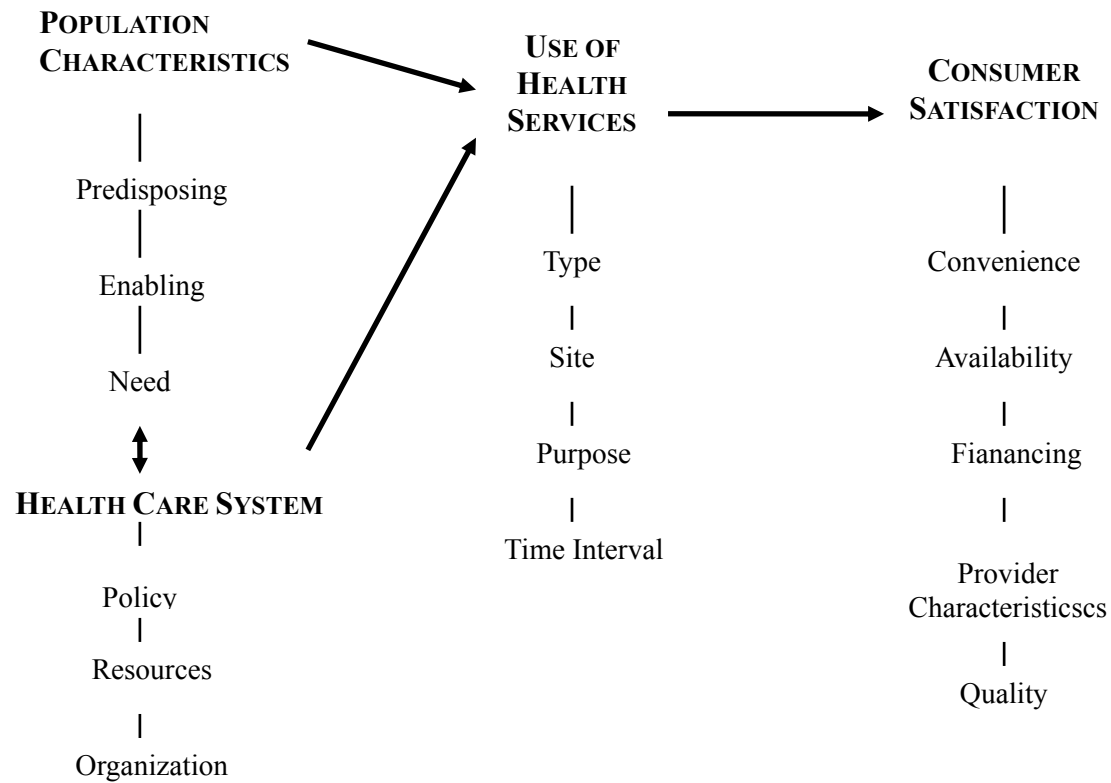 POPULATION
CHARACTERISTICS
Predisposing
Enabling
Need
HEALTH CARE SYSTEM
Policy
Resources
Organization
USE OF
HEALTH
SERVICES
Type
Site
Purpose
Time Interval
CONSUMER
SATISFACTION
Convenience
Availability
Fianancing
Provider
Characteristicscs
Quality